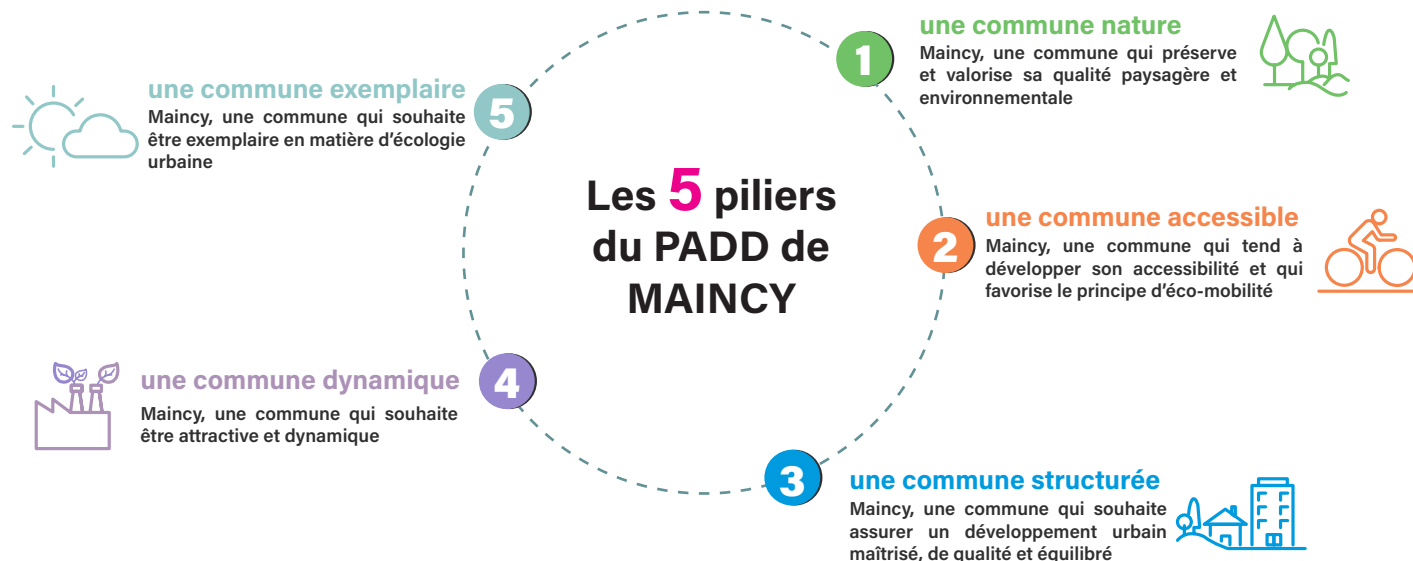 Les 5 piliers
du PADD de
MAINCY
1
une commune nature
Maincy, une commune qui préserve
et valorise sa qualité paysagère et
environnementale
2
une commune accessible
Maincy, une commune qui tend à
développer son accessibilité et qui
favorise le principe d'éco-mobilité
3
une commune structurée
Maincy, une commune qui souhaite
assurer un développement urbain
maîtrisé, de qualité et équilibré
4
une commune dynamique
Maincy, une commune qui souhaite
être attractive et dynamique
5
une commune exemplaire
Maincy, une commune qui souhaite
être exemplaire en matière d'écologie
urbaine